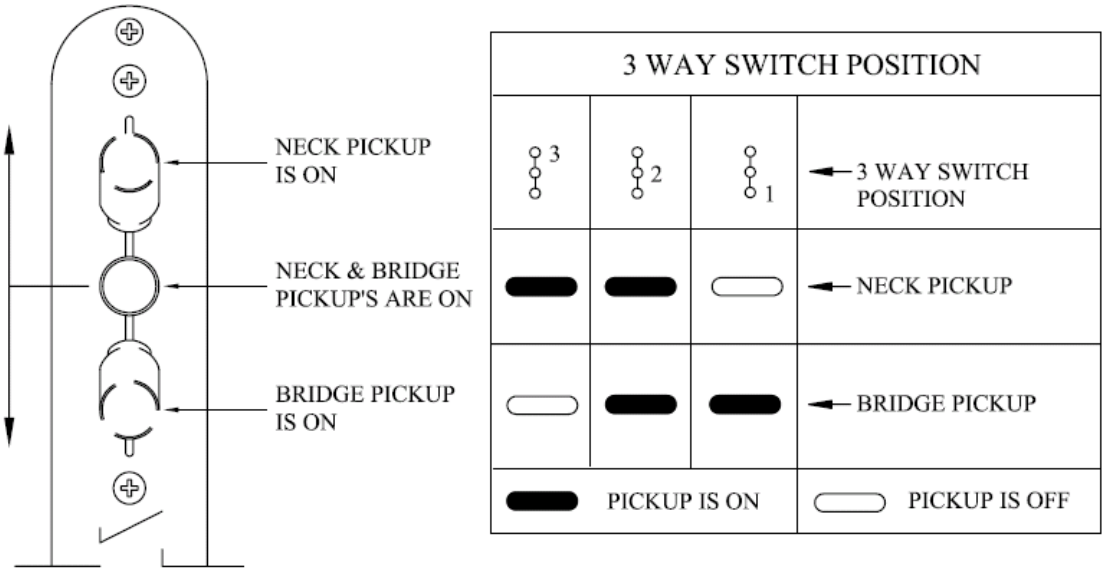 NECK PICKUP
IS ON
NECK & BRIDGE
PICKUP'S ARE ON
BRIDGE PICKUP
IS ON
3 WAY SWITCH POSITION
3
2
1
3 WAY SWITCH
POSITION
NECK PICKUP
BRIDGE PICKUP
PICKUP IS ON
PICKUP IS OFF